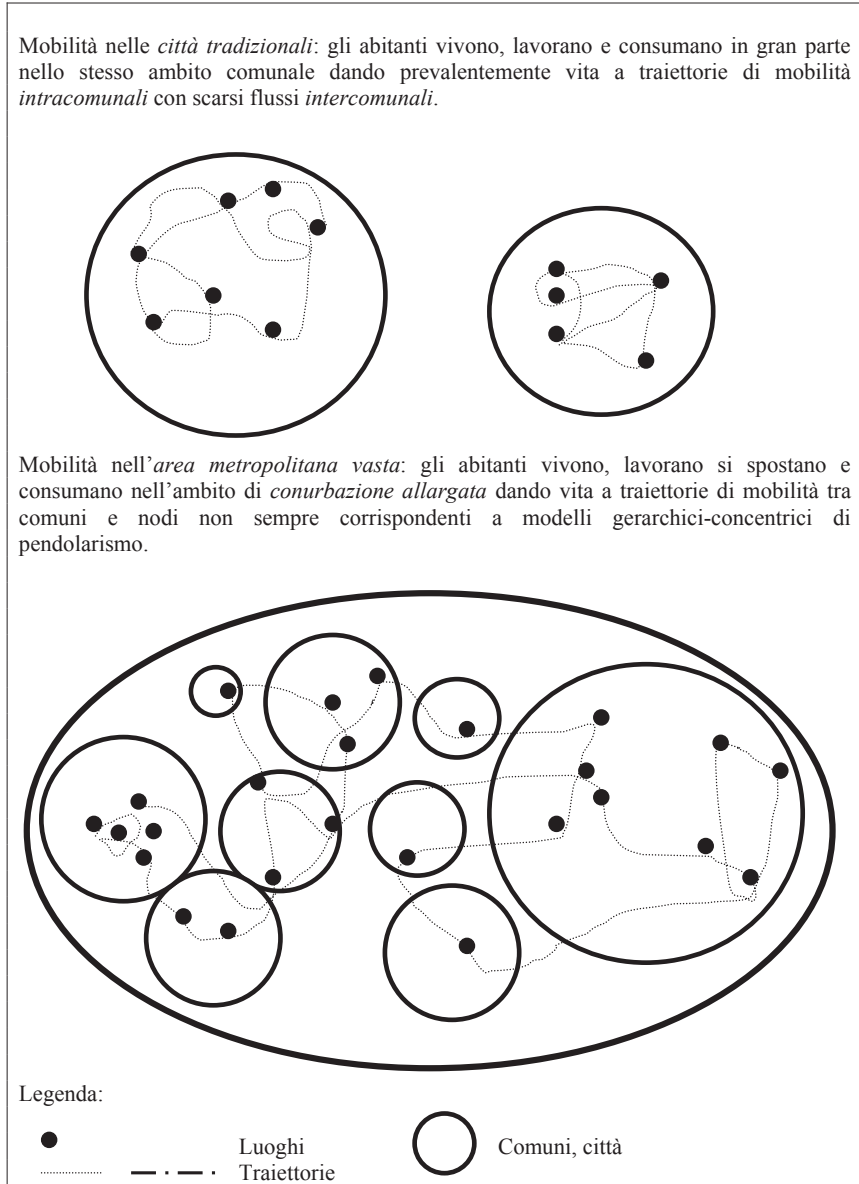 Mobilità nelle città tradizionali: gli abitanti vivono, lavorano e consumano in gran parte
nello stesso ambito comunale dando prevalentemente vita a traiettorie di mobilità
intracomunali con scarsi flussi intercomunali.
Mobilità nell'area metropolitana vasta: gli abitanti vivono, lavorano si spostano e
consumano nell'ambito di conurbazione allargata dando vita a traiettorie di mobilità tra
comuni e nodi non sempre corrispondenti a modelli gerarchici-concentrici di
pendolarismo.
Legenda:
Luoghi
Comuni, città
Traiettorie